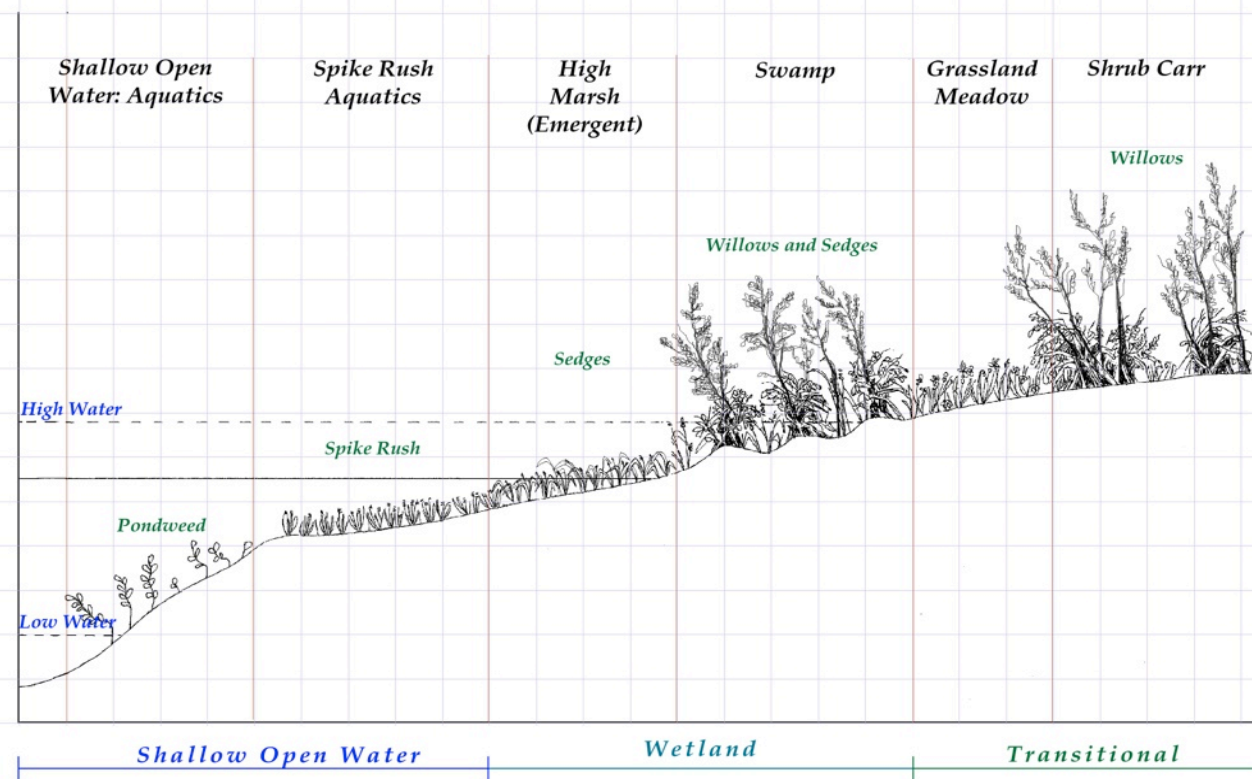 Shallow Open
Water: Aquatics
Spike Rush
Aquatics
High
Marsh
(Emergent)
Swamp
Grassland
Meadow
Shrub Carr
Willows
Willows and Sedges
Sedges
High Water
Spike Rush
Pondweed
Low Water
Shallow Open Water
Wetland
Transitional